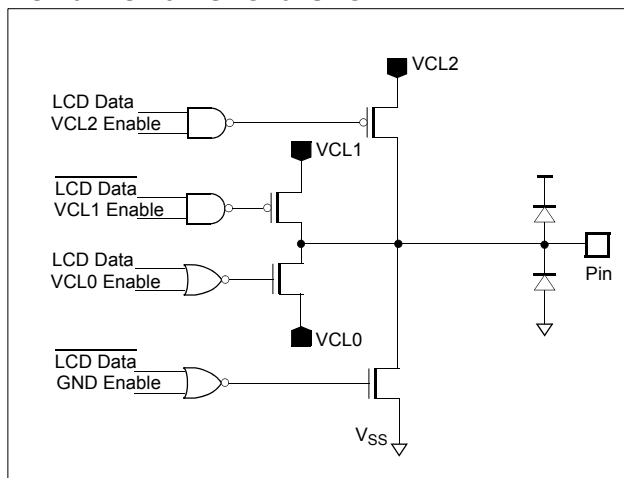 VCL2
LCD Data
VCL2 Enable
VCL1
LCD Data
VCL1 Enable
LCD Data
VCL0 Enable
Pin
VCL0
LCD Data
GND Enable
VSS